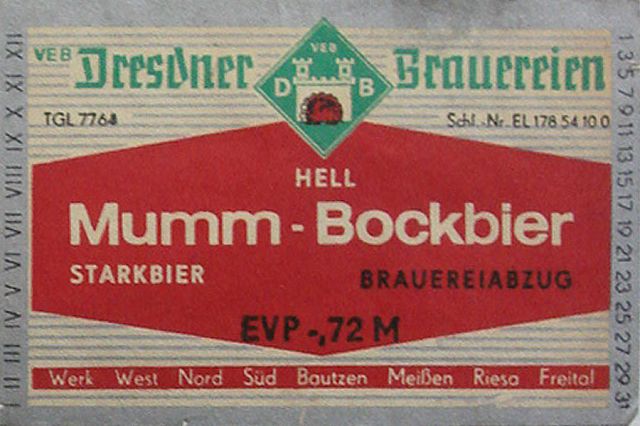 VEB Dresdner Brauereien
VEB
D B
TGL 7764
Schl.-Nr. EL 178 54 10 0
HELL
Mumm-Bockbier
STARKBIER
BRAUEREIABZUG
EVP -,72 M
Werk West Nord Süd Bautzen Meißen Riesa Freital
I II III IV V VI VII VIII IX X XI XII
1 3 5 7 9 11 13 15 17 19 21 23 25 27 29 31